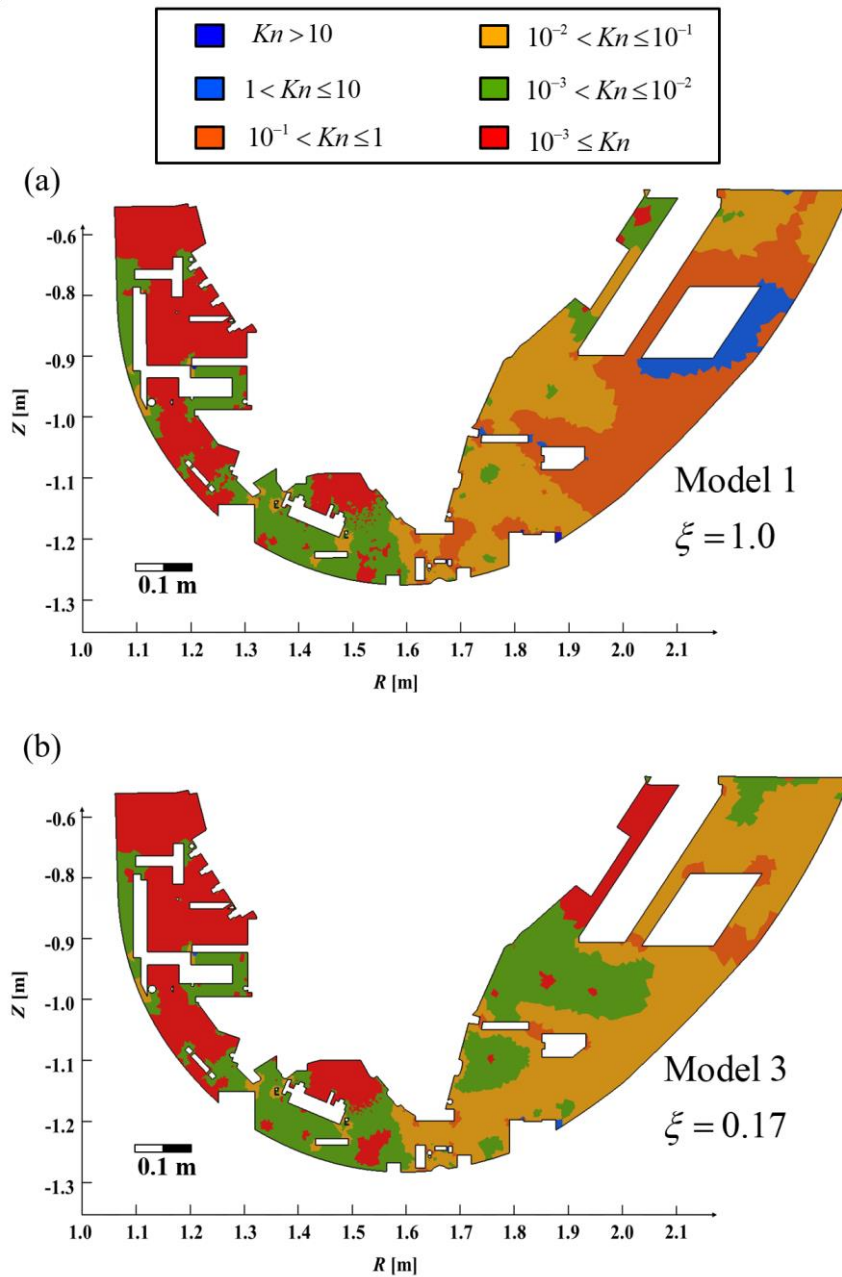 Kn > 10
10⁻² < Kn ≤ 10⁻¹
1 < Kn ≤ 10
10⁻³ < Kn ≤ 10⁻²
10⁻¹ < Kn ≤ 1
10⁻³ ≤ Kn
(a)
-0.6
-0.7
-0.8
-0.9
-1.0
-1.1
-1.2
-1.3
Z [m]
Model 1
ξ = 1.0
0.1 m
1.0 1.1 1.2 1.3 1.4 1.5 1.6 1.7 1.8 1.9 2.0 2.1
R [m]
(b)
-0.6
-0.7
-0.8
-0.9
-1.0
-1.1
-1.2
-1.3
Z [m]
Model 3
ξ = 0.17
0.1 m
1.0 1.1 1.2 1.3 1.4 1.5 1.6 1.7 1.8 1.9 2.0 2.1
R [m]